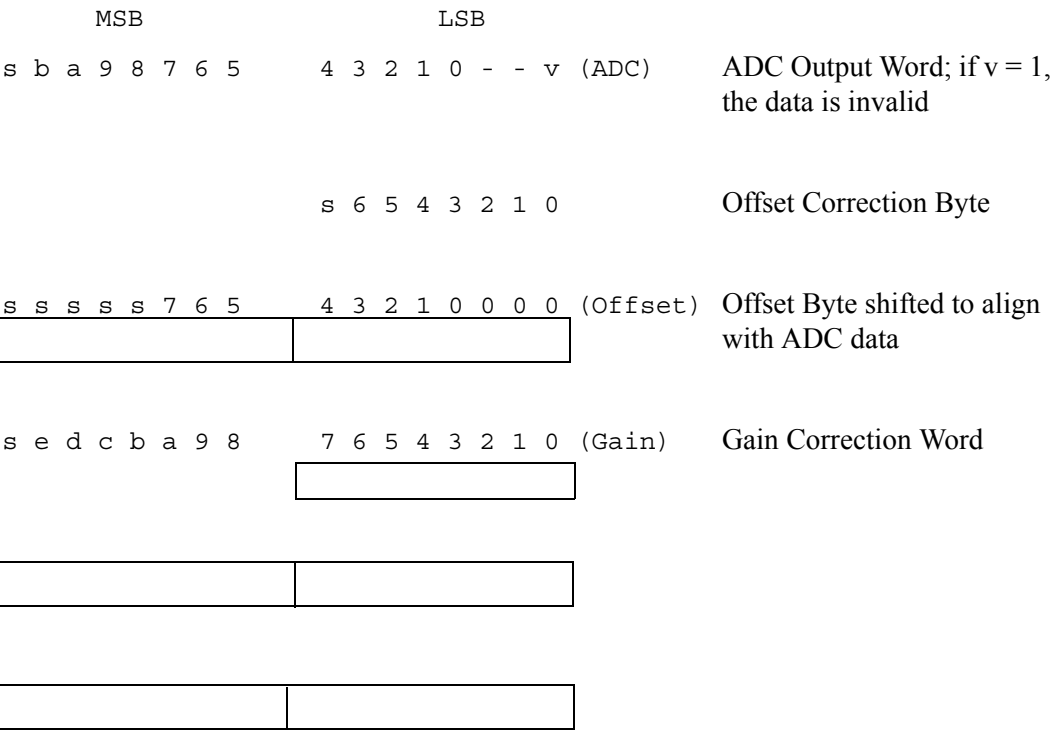 MSB LSB
s b a 9 8 7 6 5 4 3 2 1 0 - - v (ADC) ADC Output Word; if v = 1,
the data is invalid
s 6 5 4 3 2 1 0 Offset Correction Byte
s s s s s 7 6 5 4 3 2 1 0 0 0 0 (Offset) Offset Byte shifted to align
with ADC data
s e d c b a 9 8 7 6 5 4 3 2 1 0 (Gain) Gain Correction Word